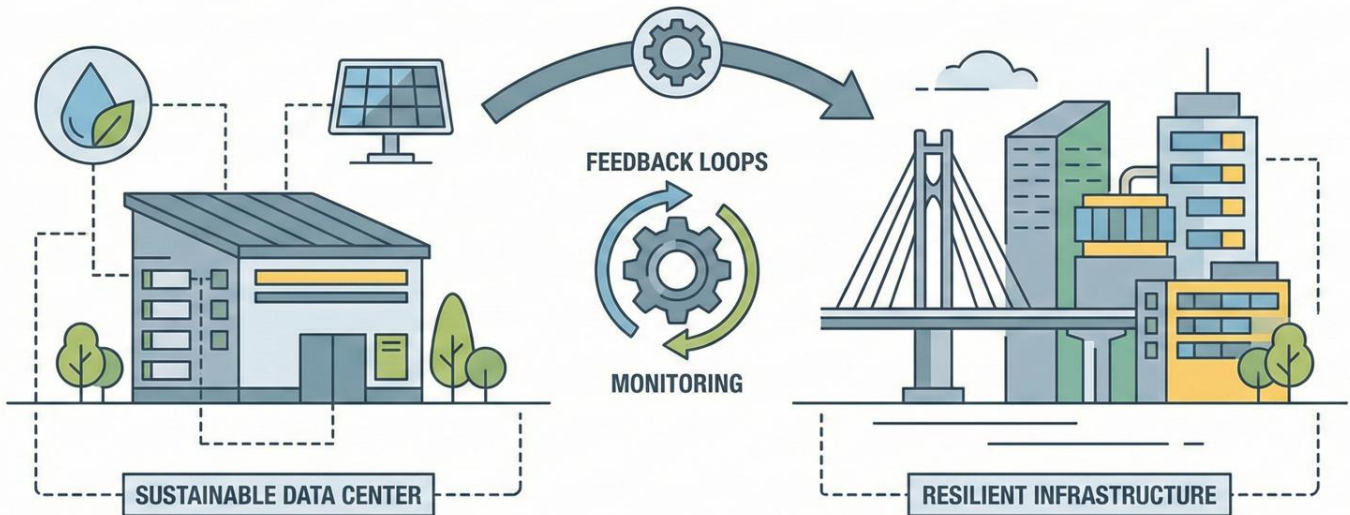 FEEDBACK LOOPS
MONITORING
SUSTAINABLE DATA CENTER
RESILIENT INFRASTRUCTURE